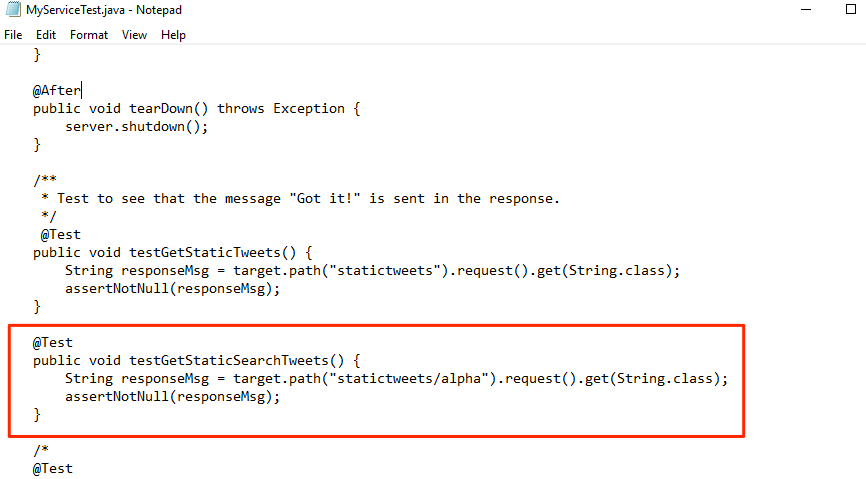 MyServiceTest.java - Notepad
File Edit Format View Help
}
@After
public void tearDown() throws Exception {
server.shutdown();
}
/**
* Test to see that the message "Got it!" is sent in the response.
*/
@Test
public void testGetStaticTweets() {
String responseMsg = target.path("statictweets").request().get(String.class);
assertNotNull(responseMsg);
}
@Test
public void testGetStaticSearchTweets() {
String responseMsg = target.path("statictweets/alpha").request().get(String.class);
assertNotNull(responseMsg);
}
/*
@Test